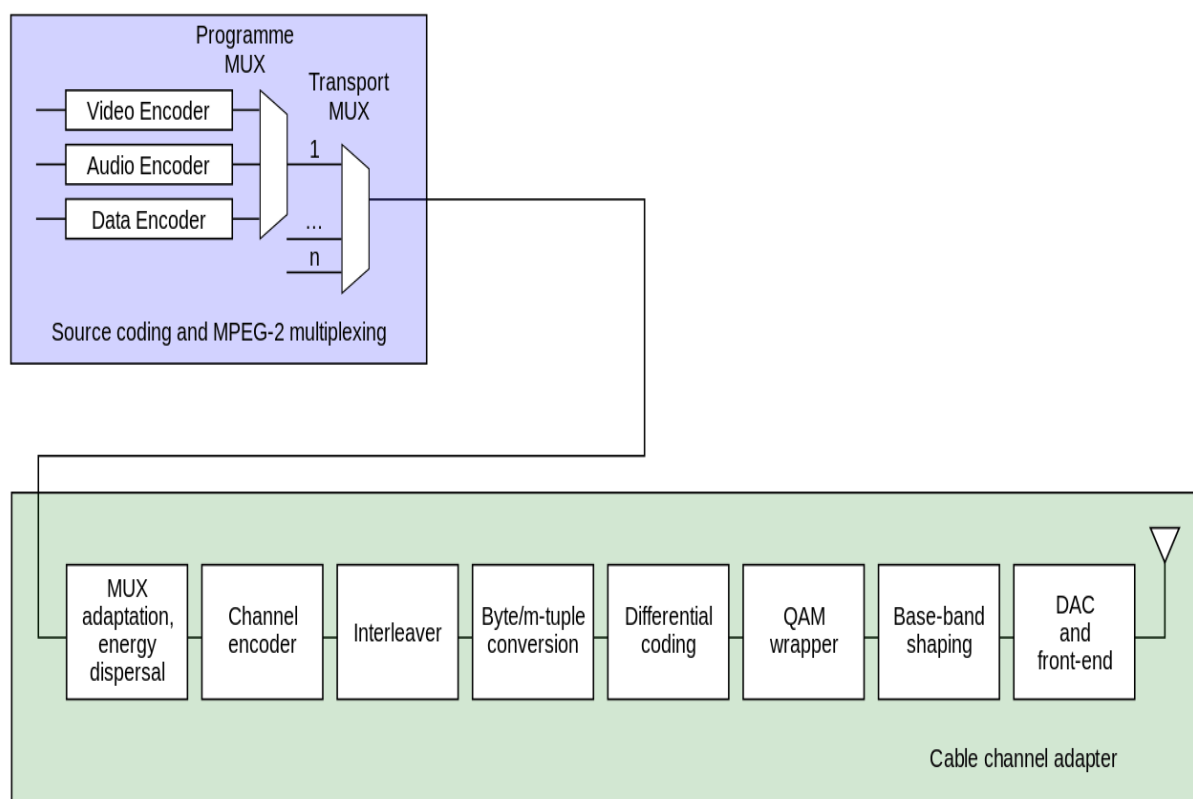 Programme
MUX
Transport
MUX
Video Encoder
Audio Encoder
Data Encoder
1
...
n
Source coding and MPEG-2 multiplexing
MUX
adaptation,
energy
dispersal
Channel
encoder
Interleaver
Byte/m-tuple
conversion
Differential
coding
QAM
wrapper
Base-band
shaping
DAC
and
front-end
Cable channel adapter